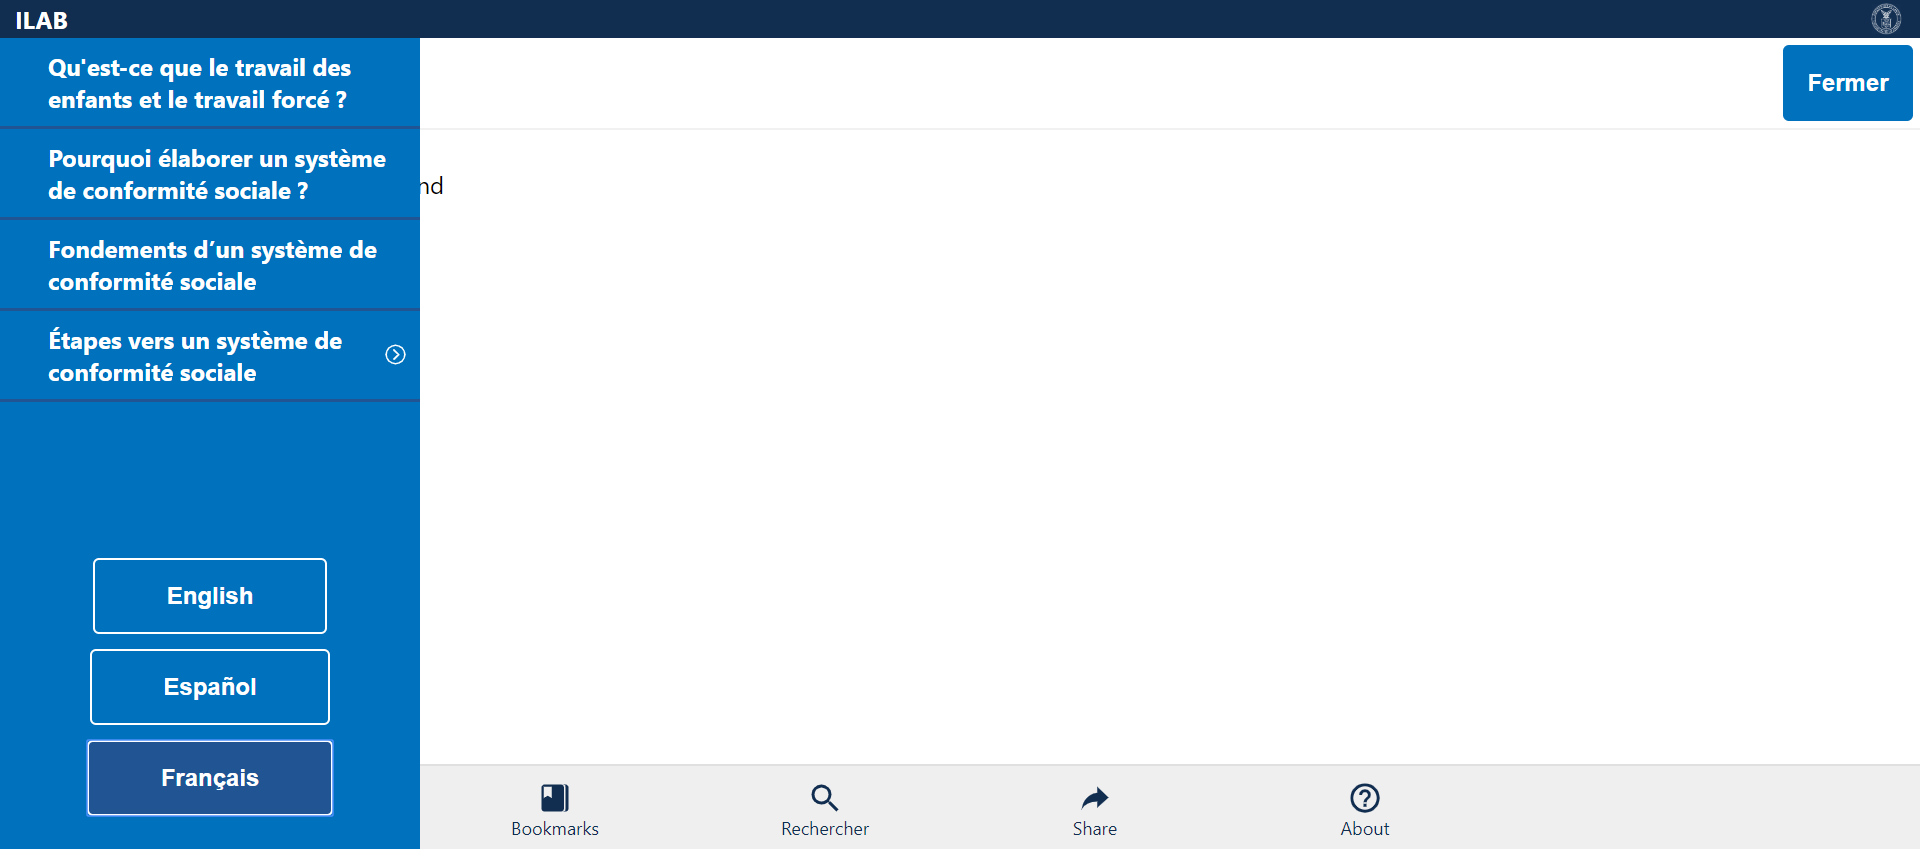 ILAB
Qu'est-ce que le travail des
enfants et le travail forcé ?
Fermer
Pourquoi élaborer un système
de conformité sociale ?
nd
Fondements d’un système de
conformité sociale
Étapes vers un système de
conformité sociale
English
Español
Français
Bookmarks
Rechercher
Share
About